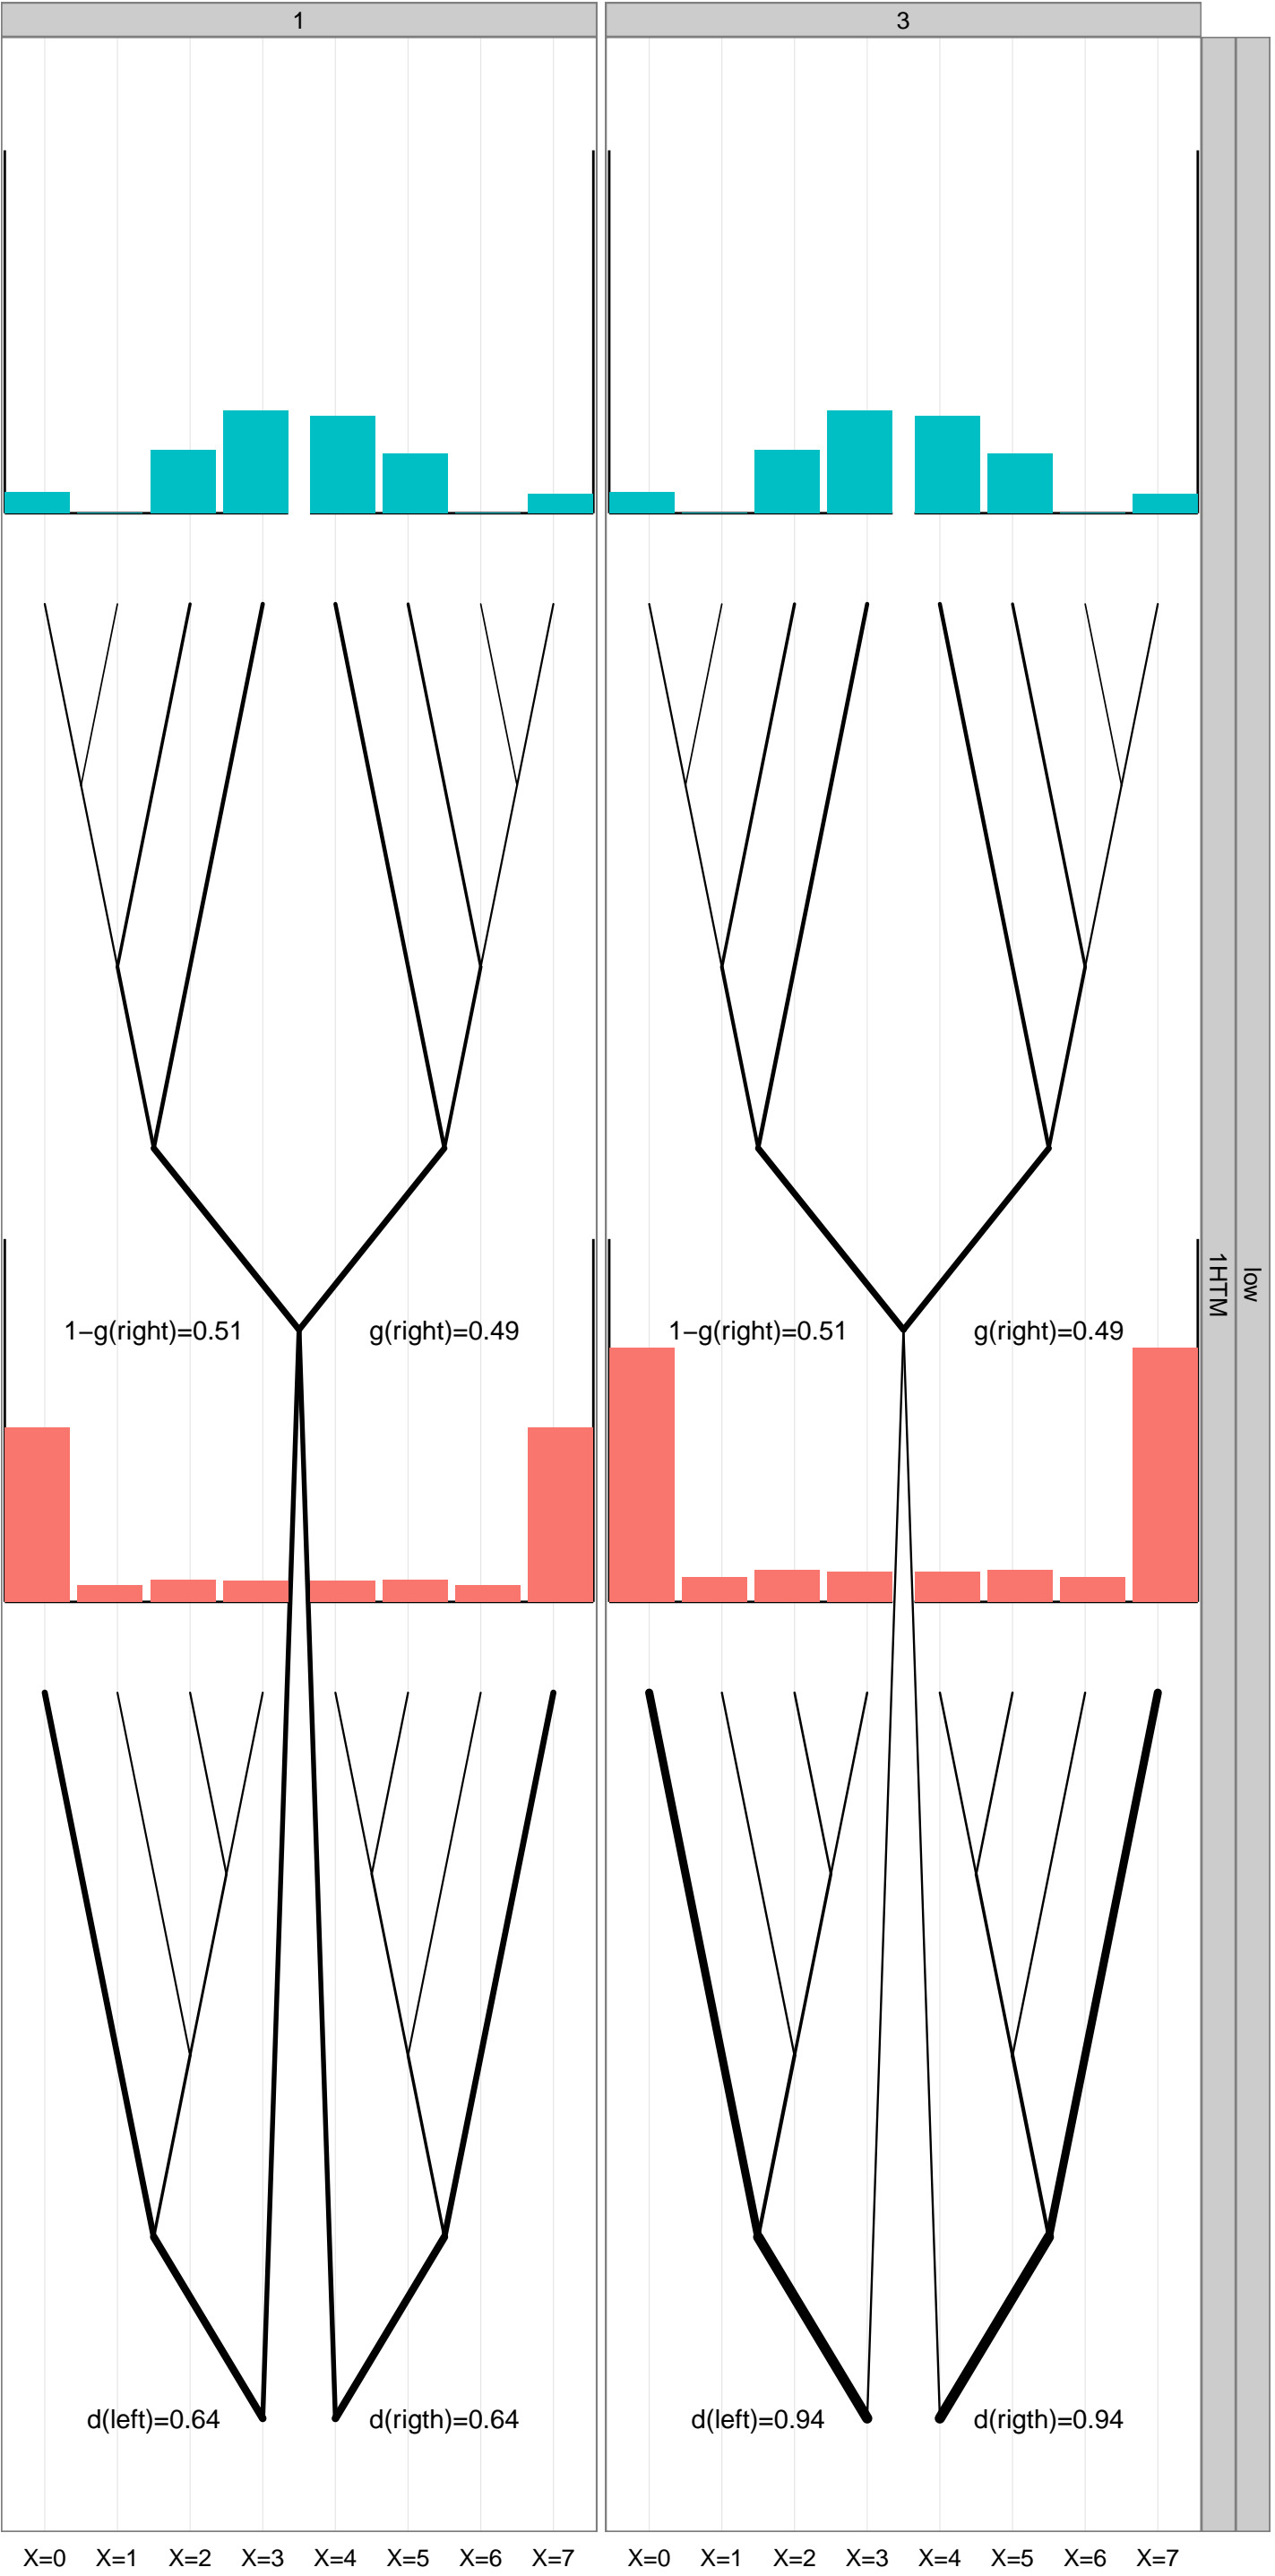 1 3
1HTM low
1−g(right)=0.51 g(right)=0.49 1−g(right)=0.51 g(right)=0.49
d(left)=0.64 d(rigth)=0.64 d(left)=0.94 d(rigth)=0.94
X=0 X=1 X=2 X=3 X=4 X=5 X=6 X=7 X=0 X=1 X=2 X=3 X=4 X=5 X=6 X=7